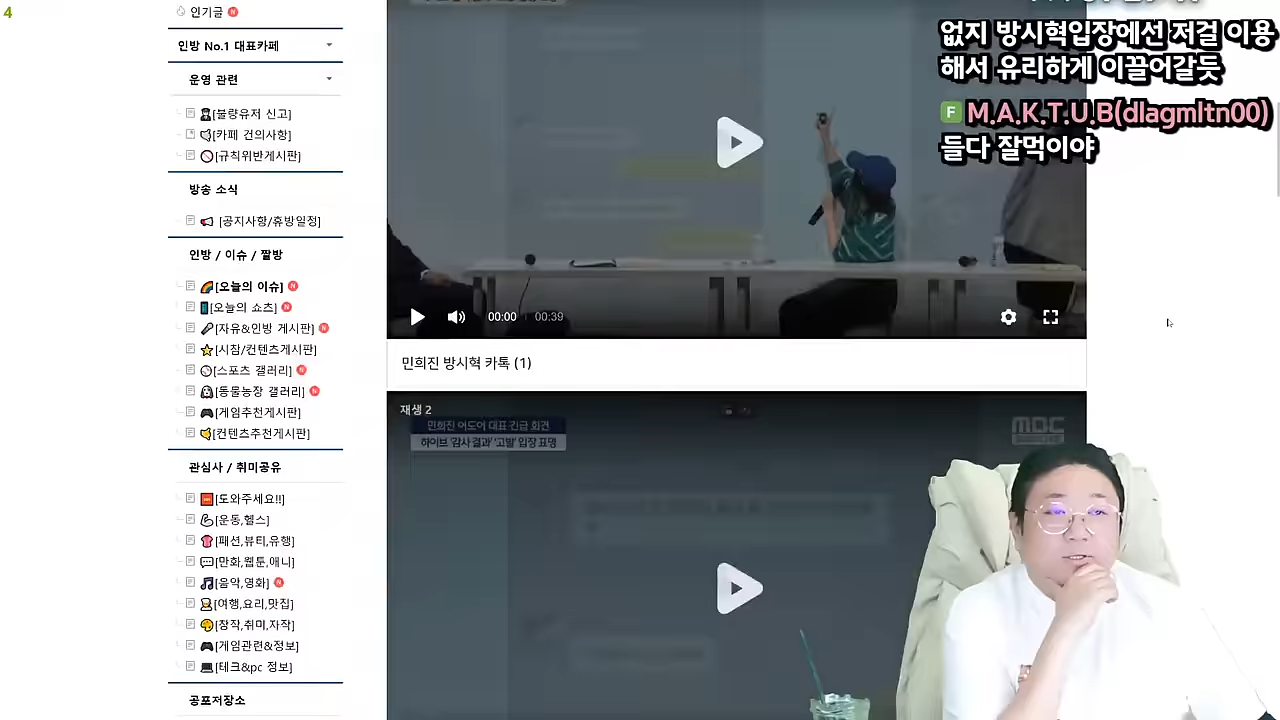 4
인기글 N
인방 No.1 대표카페
운영 관련
[불량유저 신고]
[카페 건의사항]
[규칙위반게시판]
방송 소식
[공지사항/휴방일정]
인방 / 이슈 / 짤방
[오늘의 이슈] N
[오늘의 쇼츠] N
[자유&인방 게시판] N
[시참/컨텐츠게시판]
[스포츠 갤러리] N
[동물농장 갤러리] N
[게임추천게시판]
[컨텐츠추천게시판]
관심사 / 취미공유
[도와주세요!!]
[운동,헬스]
[패션,뷰티,유행]
[만화,웹툰,애니]
[음악,영화] N
[여행,요리,맛집]
[창작,취미,자작]
[게임관련&정보]
[테크&pc 정보]
공포저장소
00:00 00:39
민희진 방시혁 카톡 (1)
재생 2
민희진 어도어 대표 긴급 회견
하이브 '감사 결과' '고발' 입장 표명
MBC
없지 방시혁입장에선 저걸 이용
해서 유리하게 이끌어갈듯
F M.A.K.T.U.B(dlagmltn00)
들다 잘먹이야